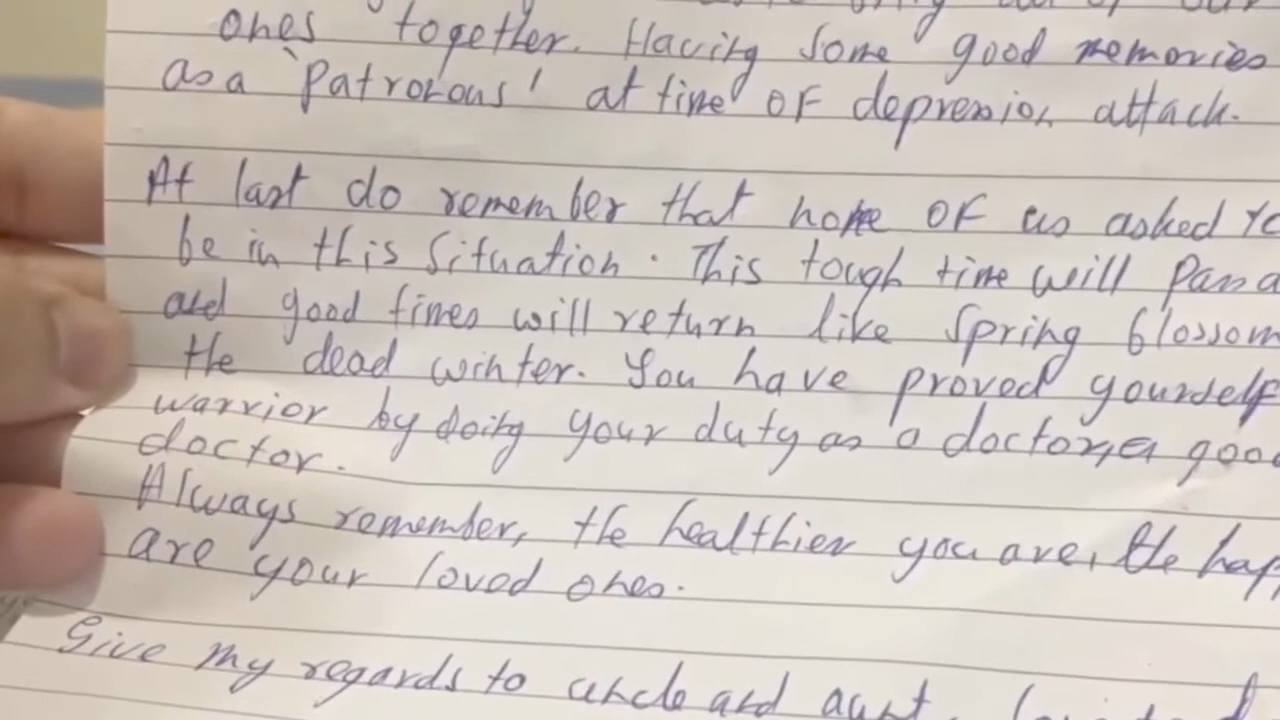 ones together. Having some good memories
as a 'patronous' at time of depression attack.
At last do remember that none of us asked to
be in this situation. This tough time will pass
and good times will return like spring blossom
the dead winter. You have proved yourself
warrior by doing your duty as a doctor, a good
doctor.
Always remember, the healthier you are, the
are your loved ones.
Give my regards to uncle and aunt.